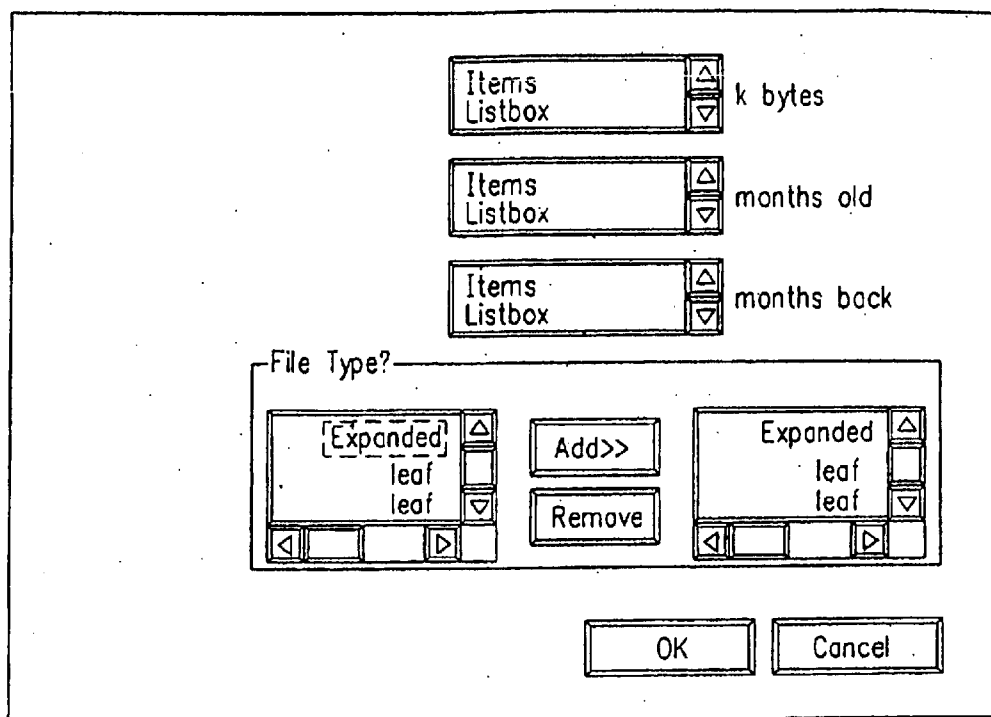 Items
Listbox
k bytes
Items
Listbox
months old
Items
Listbox
months back
File Type?
Expanded
leaf
leaf
Add>>
Remove
Expanded
leaf
leaf
OK
Cancel